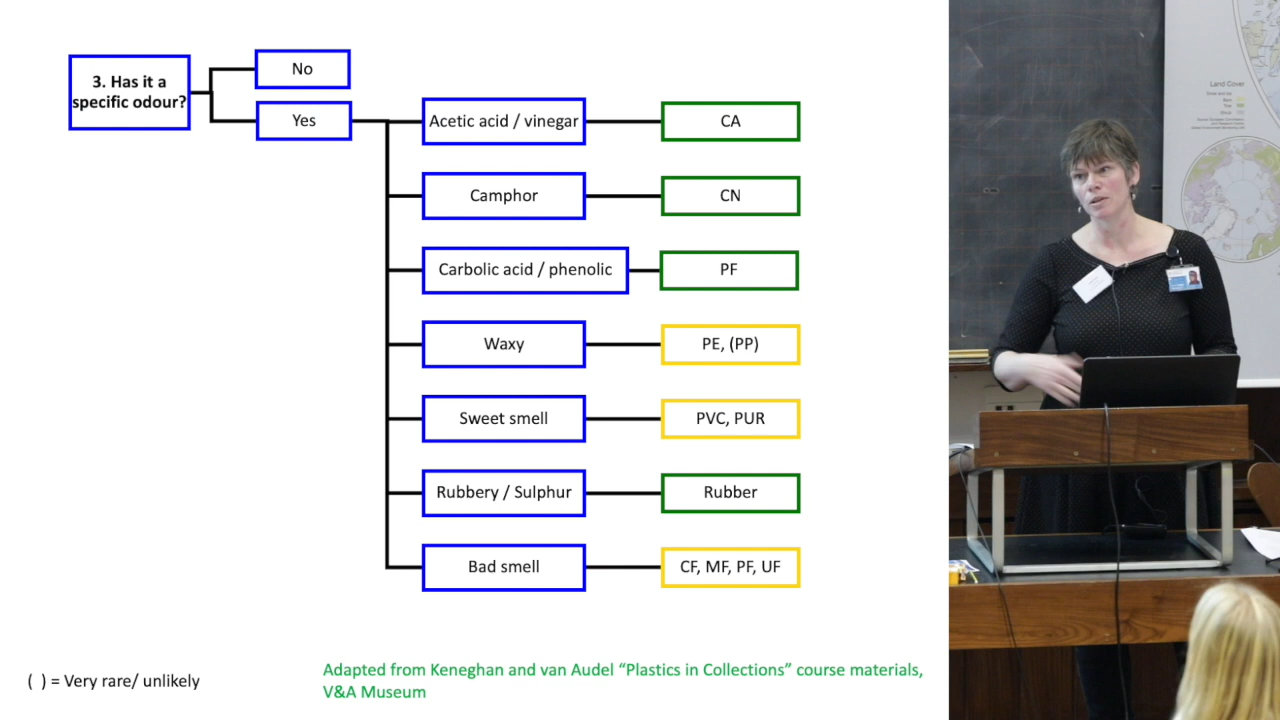 3. Has it a
specific odour?
No
Yes
Acetic acid / vinegar
CA
Camphor
CN
Carbolic acid / phenolic
PF
Waxy
PE, (PP)
Sweet smell
PVC, PUR
Rubbery / Sulphur
Rubber
Bad smell
CF, MF, PF, UF
( ) = Very rare/ unlikely
Adapted from Keneghan and van Audel “Plastics in Collections” course materials,
V&A Museum
Land Cover